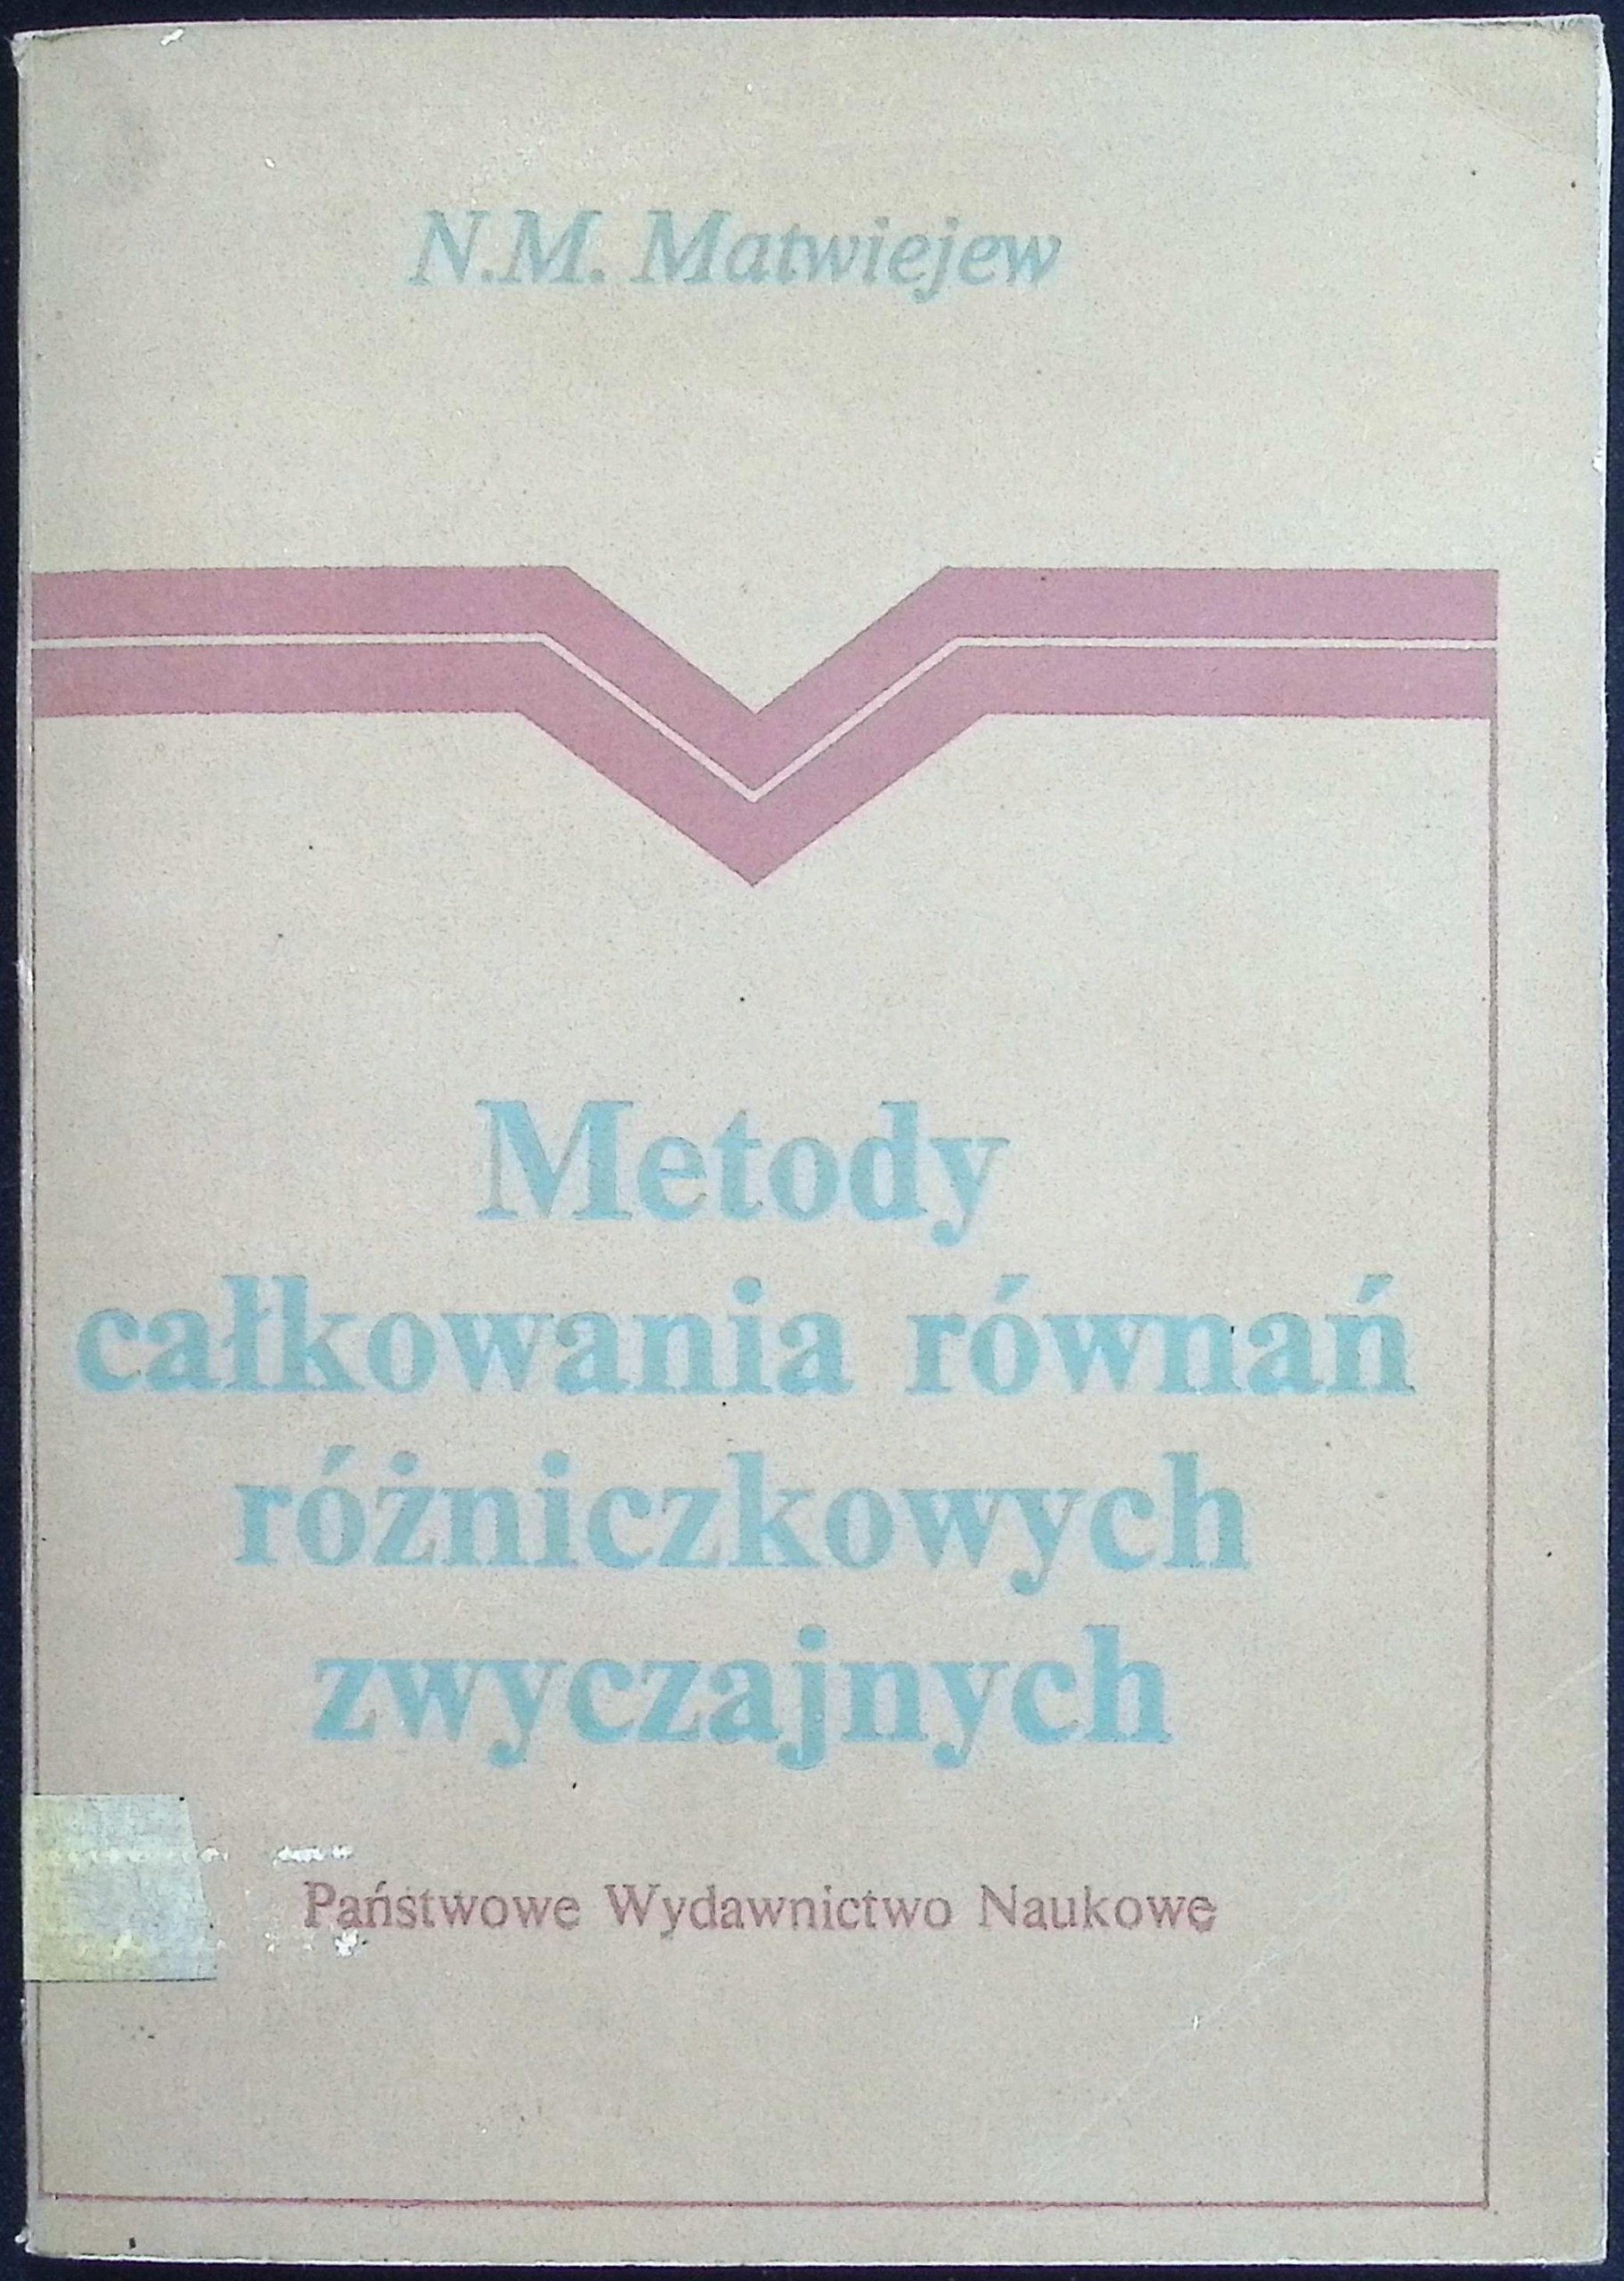 N.M. Matwiejew
Metody
całkowania równań
różniczkowych
zwyczajnych
Państwowe Wydawnictwo Naukowe